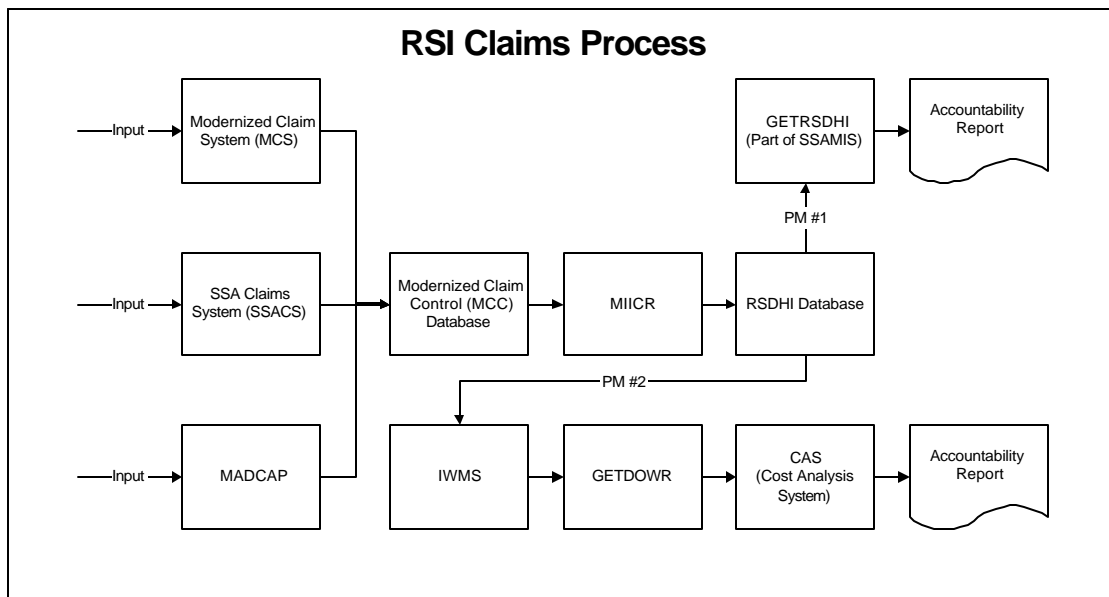 RSI Claims Process
Input
Modernized Claim
System (MCS)
GETRSDHI
(Part of SSAMIS)
Accountability
Report
PM #1
Input
SSA Claims
System (SSACS)
Modernized Claim
Control (MCC)
Database
MIICR
RSDHI Database
PM #2
Input
MADCAP
IWMS
GETDOWR
CAS
(Cost Analysis
System)
Accountability
Report